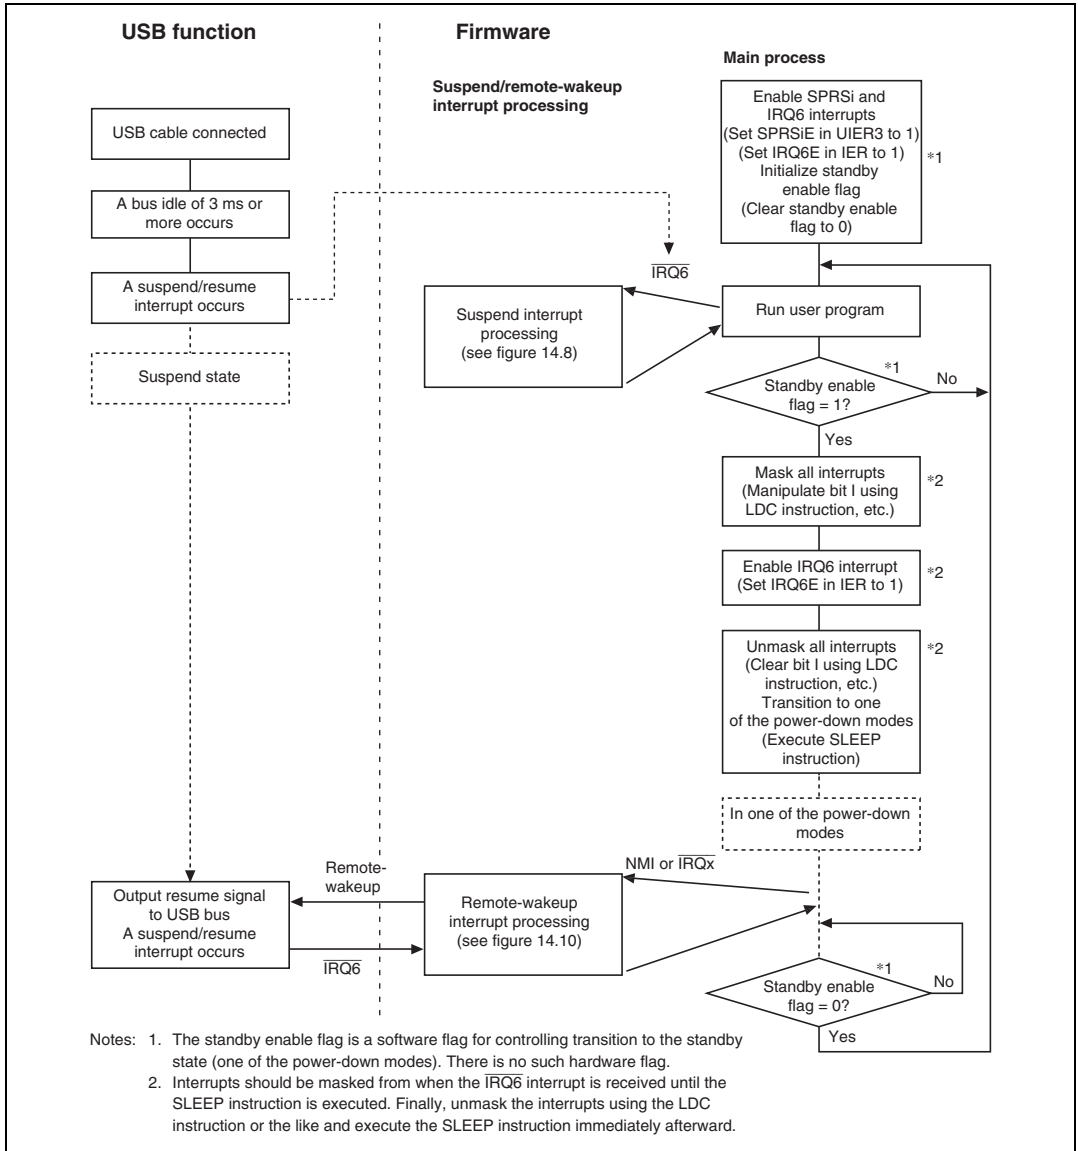 USB function
Firmware
Main process
Suspend/remote-wakeup
interrupt processing
USB cable connected
A bus idle of 3 ms or
more occurs
A suspend/resume
interrupt occurs
Suspend state
Enable SPRSi and
IRQ6 interrupts
(Set SPRSiE in UIER3 to 1)
(Set IRQ6E in IER to 1)
Initialize standby
enable flag
(Clear standby enable
flag to 0)
*1
IRQ6
Suspend interrupt
processing
(see figure 14.8)
Run user program
*1
Standby enable
flag = 1?
No
Yes
Mask all interrupts
(Manipulate bit I using
LDC instruction, etc.)
*2
Enable IRQ6 interrupt
(Set IRQ6E in IER to 1)
*2
Unmask all interrupts
(Clear bit I using LDC
instruction, etc.)
Transition to one
of the power-down modes
(Execute SLEEP
instruction)
*2
In one of the power-down
modes
NMI or IRQx
Remote-
wakeup
Output resume signal
to USB bus
A suspend/resume
interrupt occurs
IRQ6
Remote-wakeup
interrupt processing
(see figure 14.10)
*1
Standby enable
flag = 0?
No
Yes
Notes: 1. The standby enable flag is a software flag for controlling transition to the standby
state (one of the power-down modes). There is no such hardware flag.
2. Interrupts should be masked from when the IRQ6 interrupt is received until the
SLEEP instruction is executed. Finally, unmask the interrupts using the LDC
instruction or the like and execute the SLEEP instruction immediately afterward.